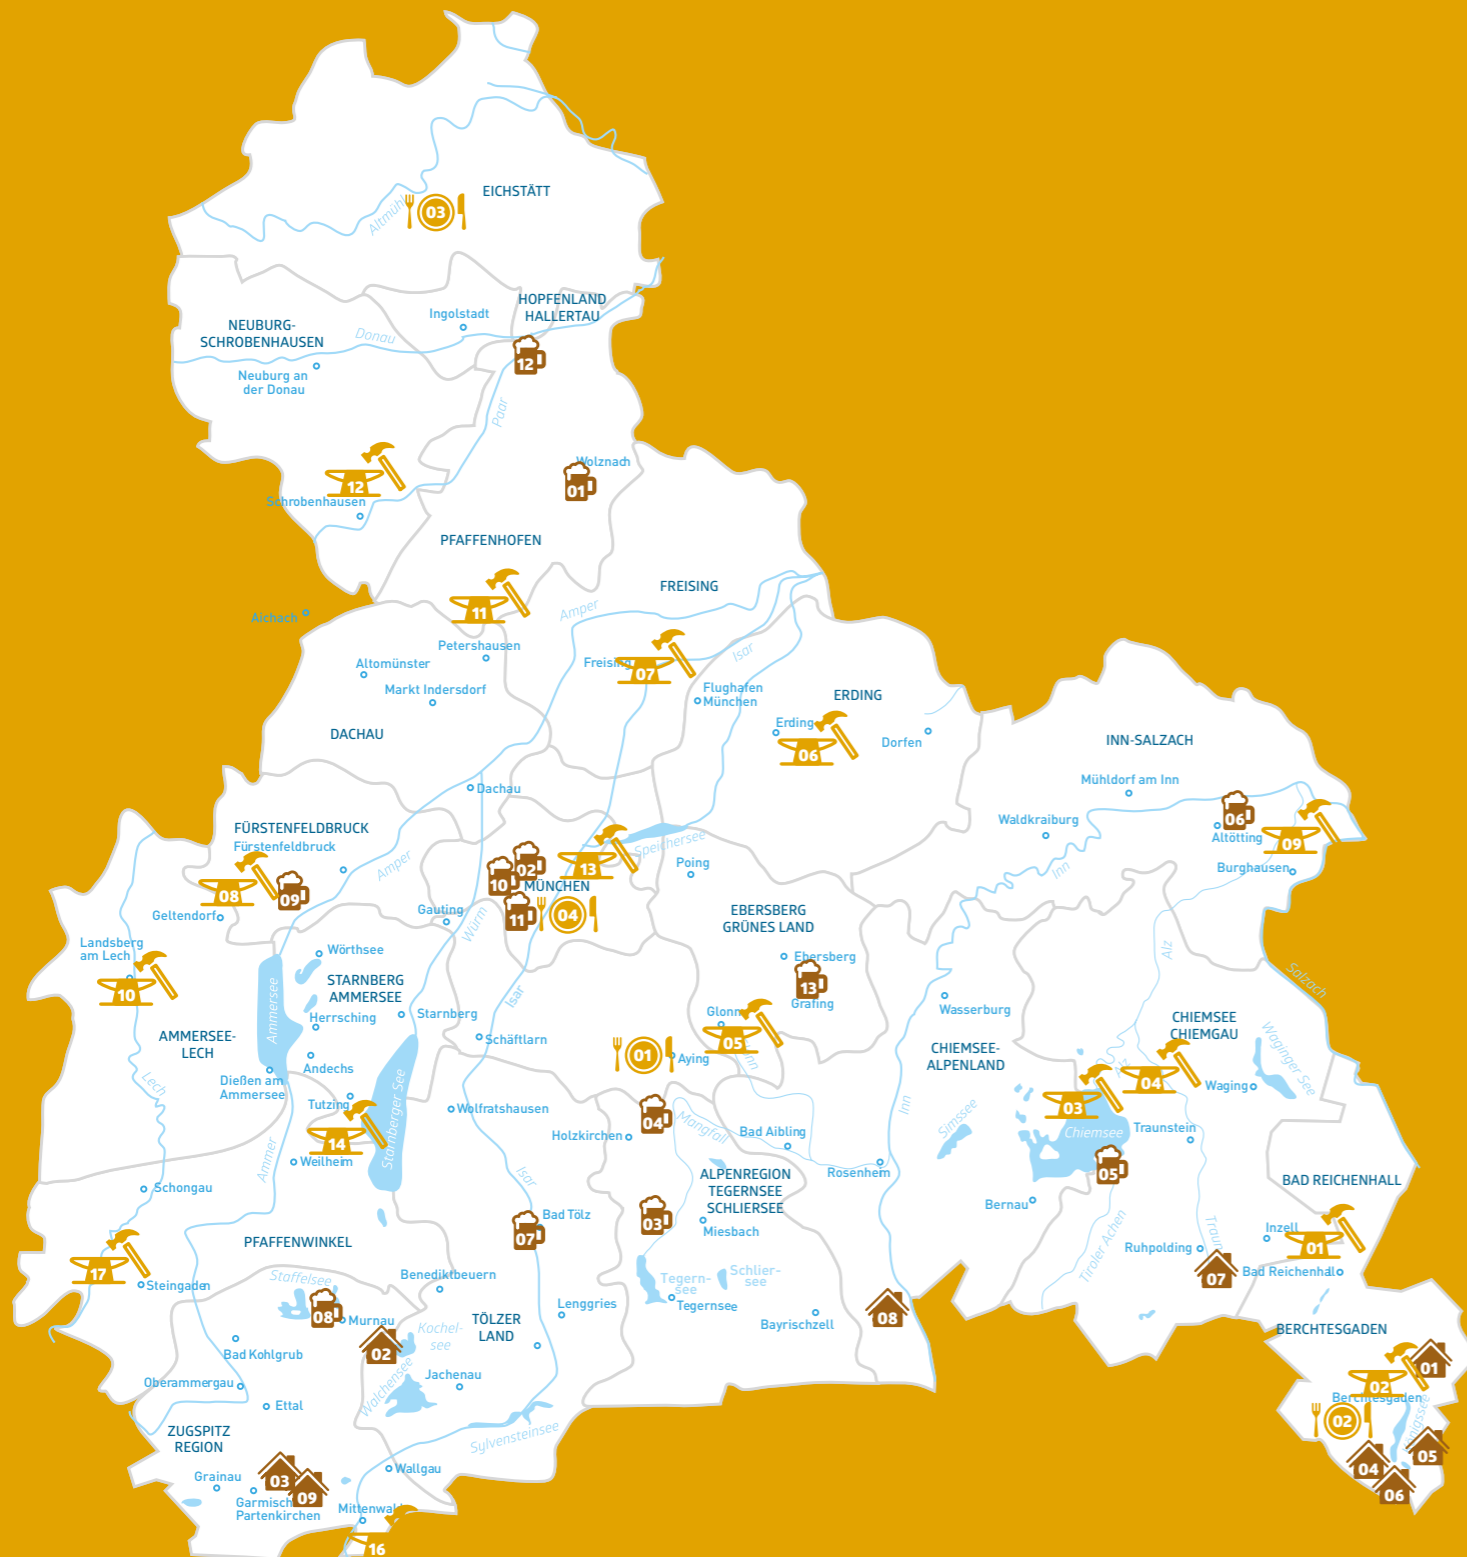 EICHSTÄTT
Altmühl
03
HOPFENLAND
HALLERTAU
Ingolstadt
NEUBURG-
SCHROBENHAUSEN
Donau
12
Neuburg an
der Donau
Paar
Wolznach
01
12
Schrobenhausen
PFAFFENHOFEN
FREISING
11
Amper
Aichach
Petershausen
Isar
Altomünster
Freising
07
Markt Indersdorf
Flughafen
München
ERDING
Erding
06
Dorfen
DACHAU
INN-SALZACH
Mühldorf am Inn
Dachau
Waldkraiburg
06
Altötting
09
Burghausen
FÜRSTENFELDBRUCK
Fürstenfeldbruck
Amper
Speichersee
Poing
Inn
08
09
10
02
13
MÜNCHEN
11
04
Geltendorf
Gauting
Würm
EBERSBERG
GRÜNES LAND
Landsberg
am Lech
10
Wörthsee
STARNBERG
AMMERSEE
Ebersberg
13
Grafing
Alz
Salzach
Isar
Wasserburg
Ammersee
Herrsching
Starnberg
Glonn
05
CHIEMSEE
CHIEMGAU
AMMERSEE-
LECH
Schäftlarn
01
Aying
CHIEMSEE-
ALPENLAND
Waginger See
Andechs
Dießen am
Ammersee
Lech
04
Waging
Tutzing
Starnberger See
Wolfratshausen
Inn
03
14
04
Mangfall
Simssee
Chiemsee
Traunstein
Holzkirchen
Bad Aibling
Ammer
Weilheim
Rosenheim
05
Isar
ALPENREGION
TEGERNSEE
SCHLIERSEE
BAD REICHENHALL
Schongau
Bernau
03
Miesbach
Bad Tölz
07
Traun
Inzell
01
PFAFFENWINKEL
Tiroler Achen
Ruhpolding
07
Bad Reichenhall
17
Steingaden
Staffelsee
Benediktbeuern
Tegern-
see
Schlier-
see
Tegernsee
08
Murnau
Lenggries
Bayrischzell
08
TÖLZER
LAND
Kochel-
see
BERCHTESGADEN
Bad Kohlgrub
02
01
02
Berchtesgaden
Oberammergau
Jachenau
Walchensee
Ettal
02
Königssee
ZUGSPITZ
REGION
Sylvensteinsee
05
04
06
Grainau
03
09
Wallgau
Garmisch
Partenkirchen
Mittenwald
16